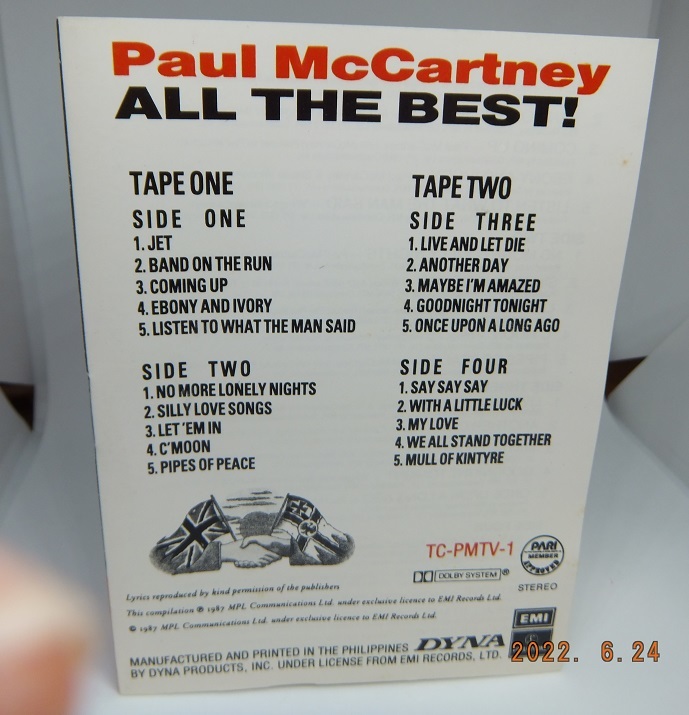 Paul McCartney
ALL THE BEST!
TAPE ONE
SIDE ONE
1. JET
2. BAND ON THE RUN
3. COMING UP
4. EBONY AND IVORY
5. LISTEN TO WHAT THE MAN SAID
SIDE TWO
1. NO MORE LONELY NIGHTS
2. SILLY LOVE SONGS
3. LET 'EM IN
4. C'MOON
5. PIPES OF PEACE
TAPE TWO
SIDE THREE
1. LIVE AND LET DIE
2. ANOTHER DAY
3. MAYBE I'M AMAZED
4. GOODNIGHT TONIGHT
5. ONCE UPON A LONG AGO
SIDE FOUR
1. SAY SAY SAY
2. WITH A LITTLE LUCK
3. MY LOVE
4. WE ALL STAND TOGETHER
5. MULL OF KINTYRE
TC-PMTV-1
PARI
MEMBER
APPROVED
DOLBY SYSTEM ®
STEREO
Lyrics reproduced by kind permission of the publishers
This compilation ℗ 1987 MPL Communications Ltd. under exclusive licence to EMI Records Ltd.
© 1987 MPL Communications Ltd. under exclusive licence to EMI Records Ltd.
EMI
MANUFACTURED AND PRINTED IN THE PHILIPPINES DYNA
BY DYNA PRODUCTS, INC. UNDER LICENSE FROM EMI RECORDS, LTD.
2022. 6.24